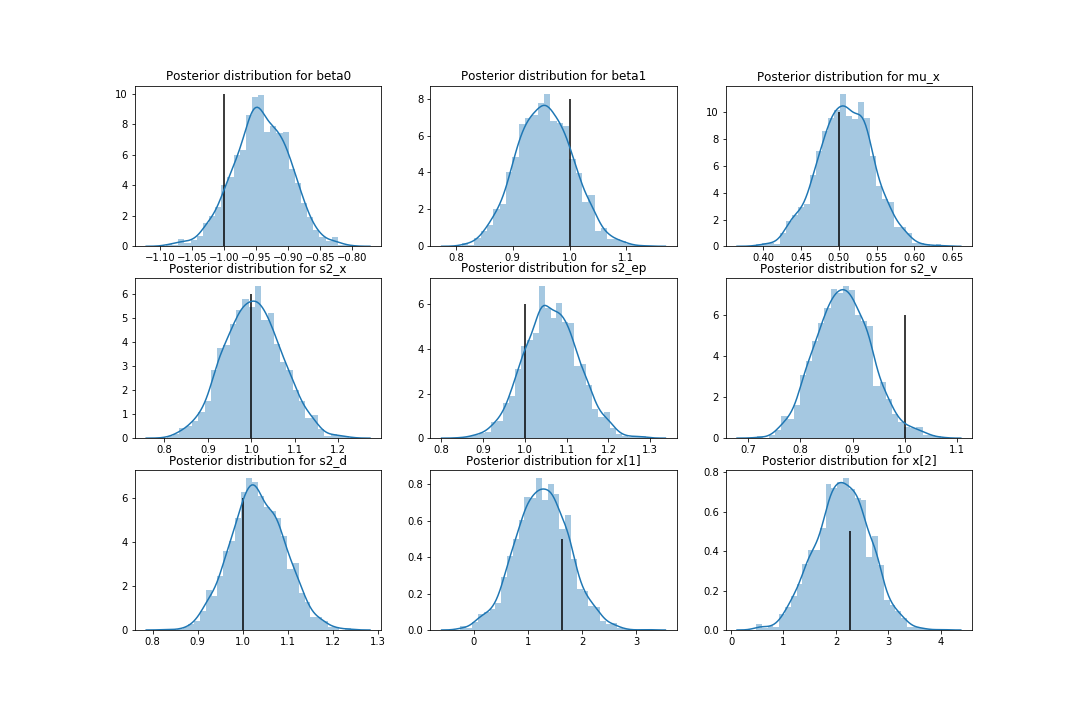 Posterior distribution for beta0
Posterior distribution for beta1
Posterior distribution for mu_x
10
8
6
4
2
0
−1.10 −1.05 −1.00 −0.95 −0.90 −0.85 −0.80
8
6
4
2
0
0.8 0.9 1.0 1.1
10
8
6
4
2
0
0.40 0.45 0.50 0.55 0.60 0.65
Posterior distribution for s2_x
Posterior distribution for s2_ep
Posterior distribution for s2_v
6
5
4
3
2
1
0
0.8 0.9 1.0 1.1 1.2
6
4
2
0
0.8 0.9 1.0 1.1 1.2 1.3
6
4
2
0
0.7 0.8 0.9 1.0 1.1
Posterior distribution for s2_d
Posterior distribution for x[1]
Posterior distribution for x[2]
6
4
2
0
0.8 0.9 1.0 1.1 1.2 1.3
0.8
0.6
0.4
0.2
0.0
0 1 2 3
0.8
0.6
0.4
0.2
0.0
0 1 2 3 4